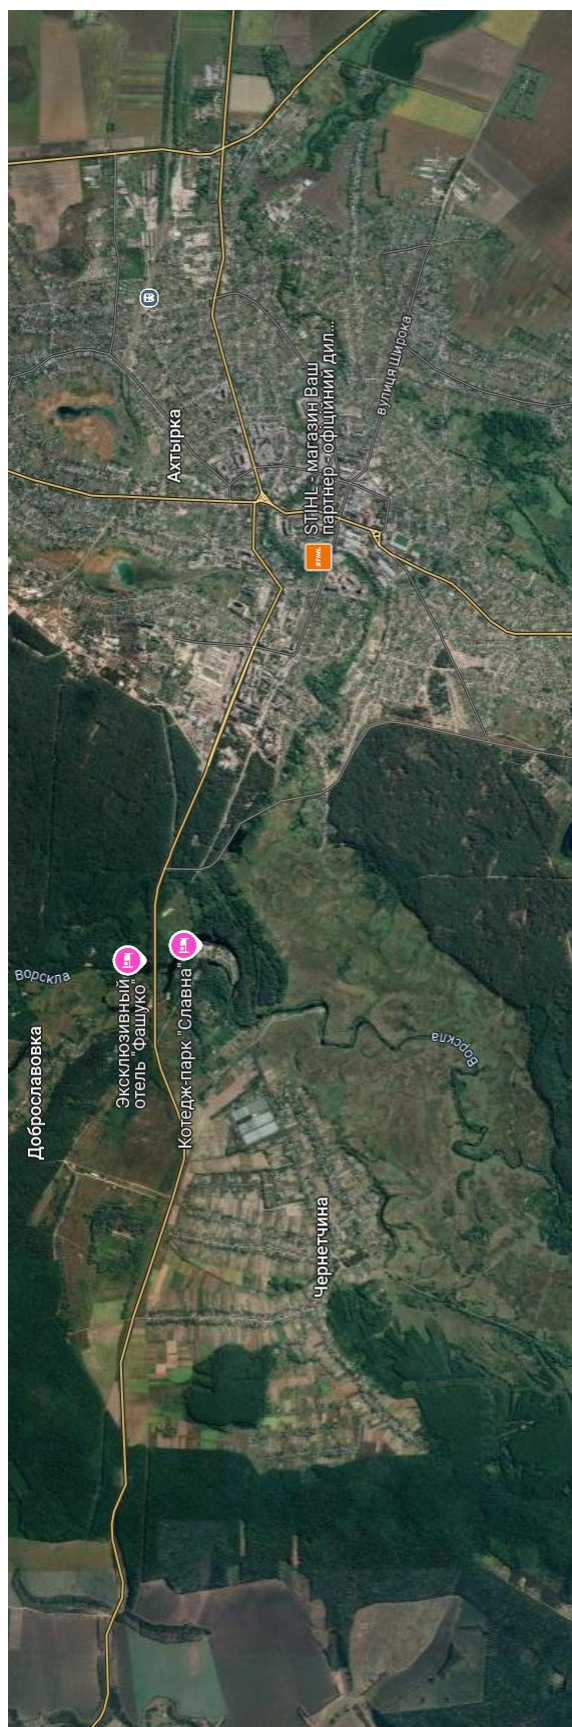 Ворскла
Доброславовка
Эксклюзивный
отель "Фашуко"
Котедж-парк "Славна"
Ахтырка
Чернетчина
STIHL - магазин Ваш
партнер - офіційний дил...
STIHL
вулиця Широка
Ворскла